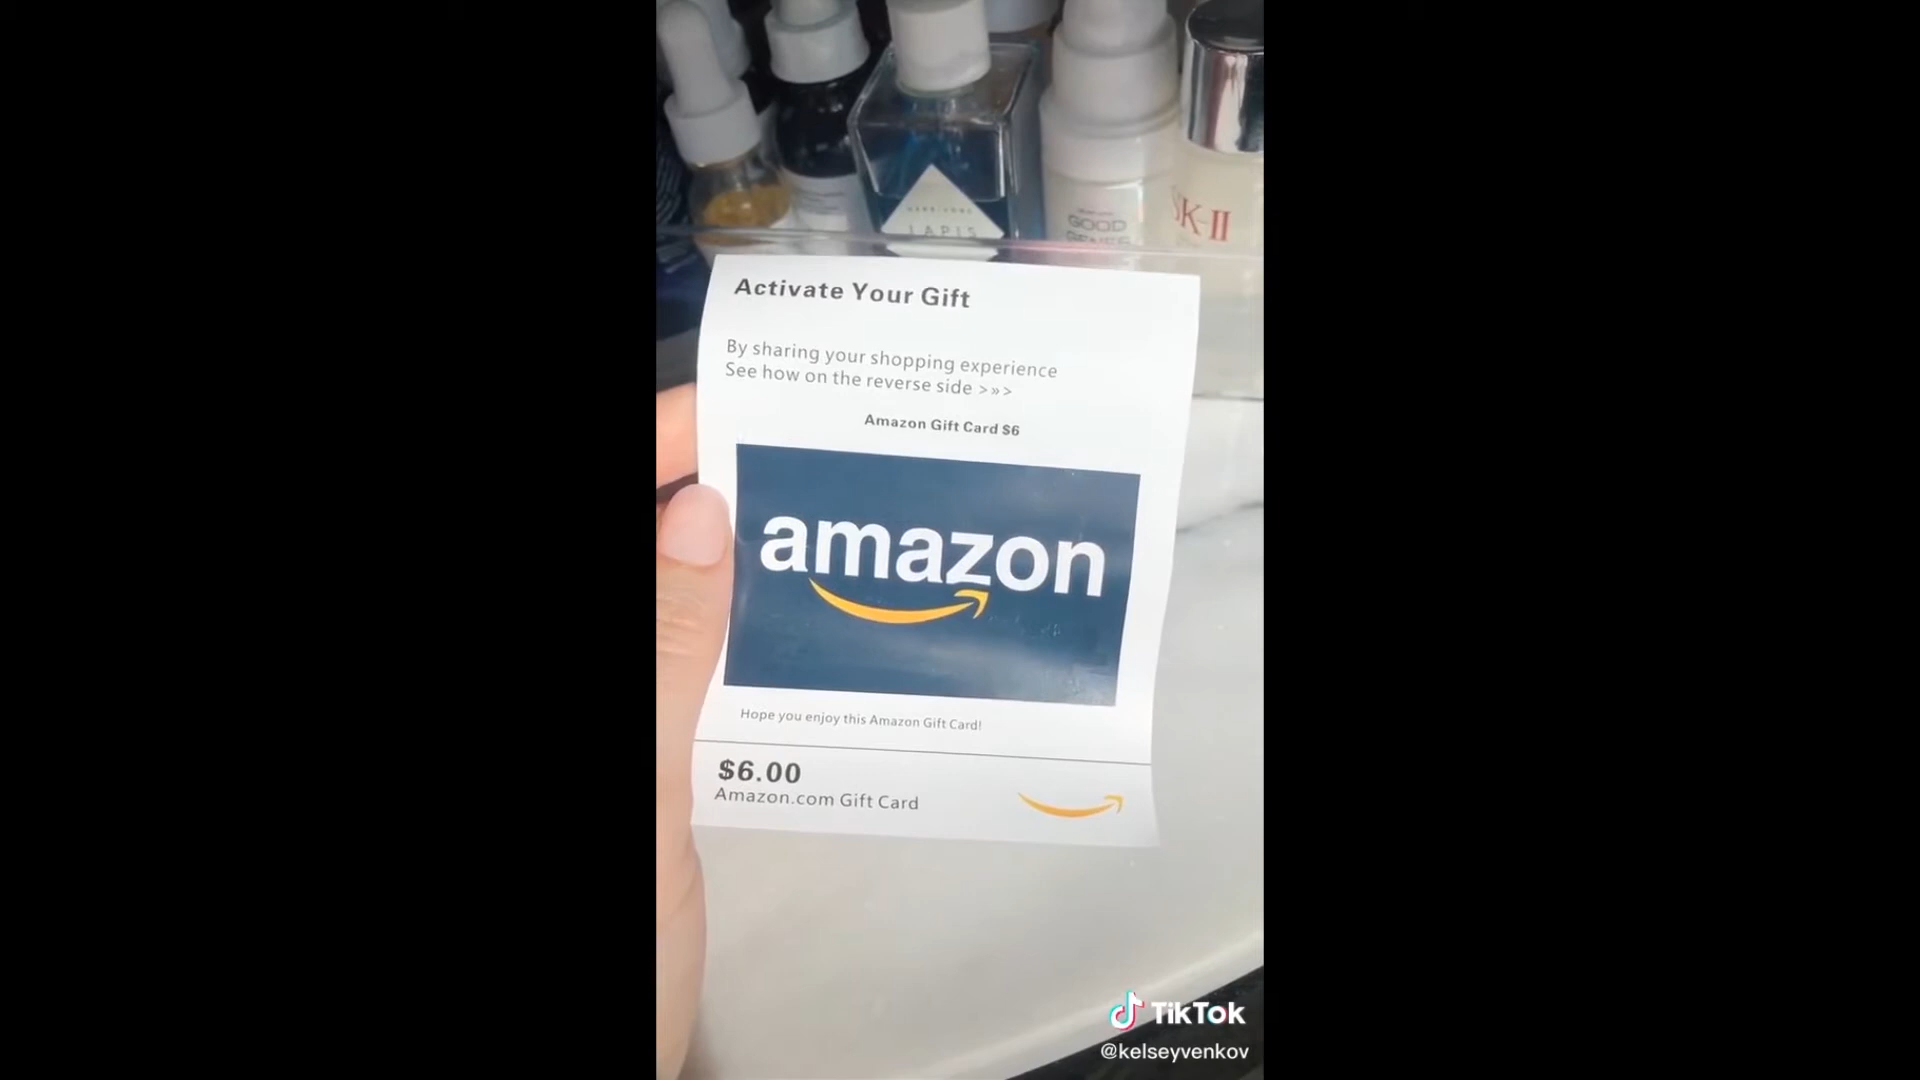 LAPIS
GOOD
GENES
SK-II
Activate Your Gift
By sharing your shopping experience
See how on the reverse side >>>>
Amazon Gift Card $6
amazon
Hope you enjoy this Amazon Gift Card!
$6.00
Amazon.com Gift Card
TikTok
@kelseyvenkov